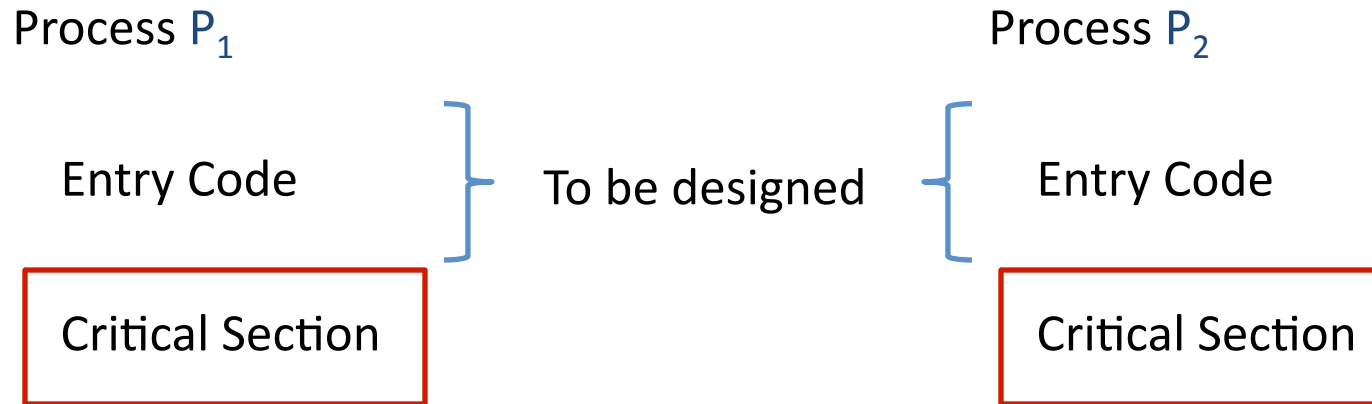 Process P₁
Process P₂
Entry Code
To be designed
Entry Code
Critical Section
Critical Section